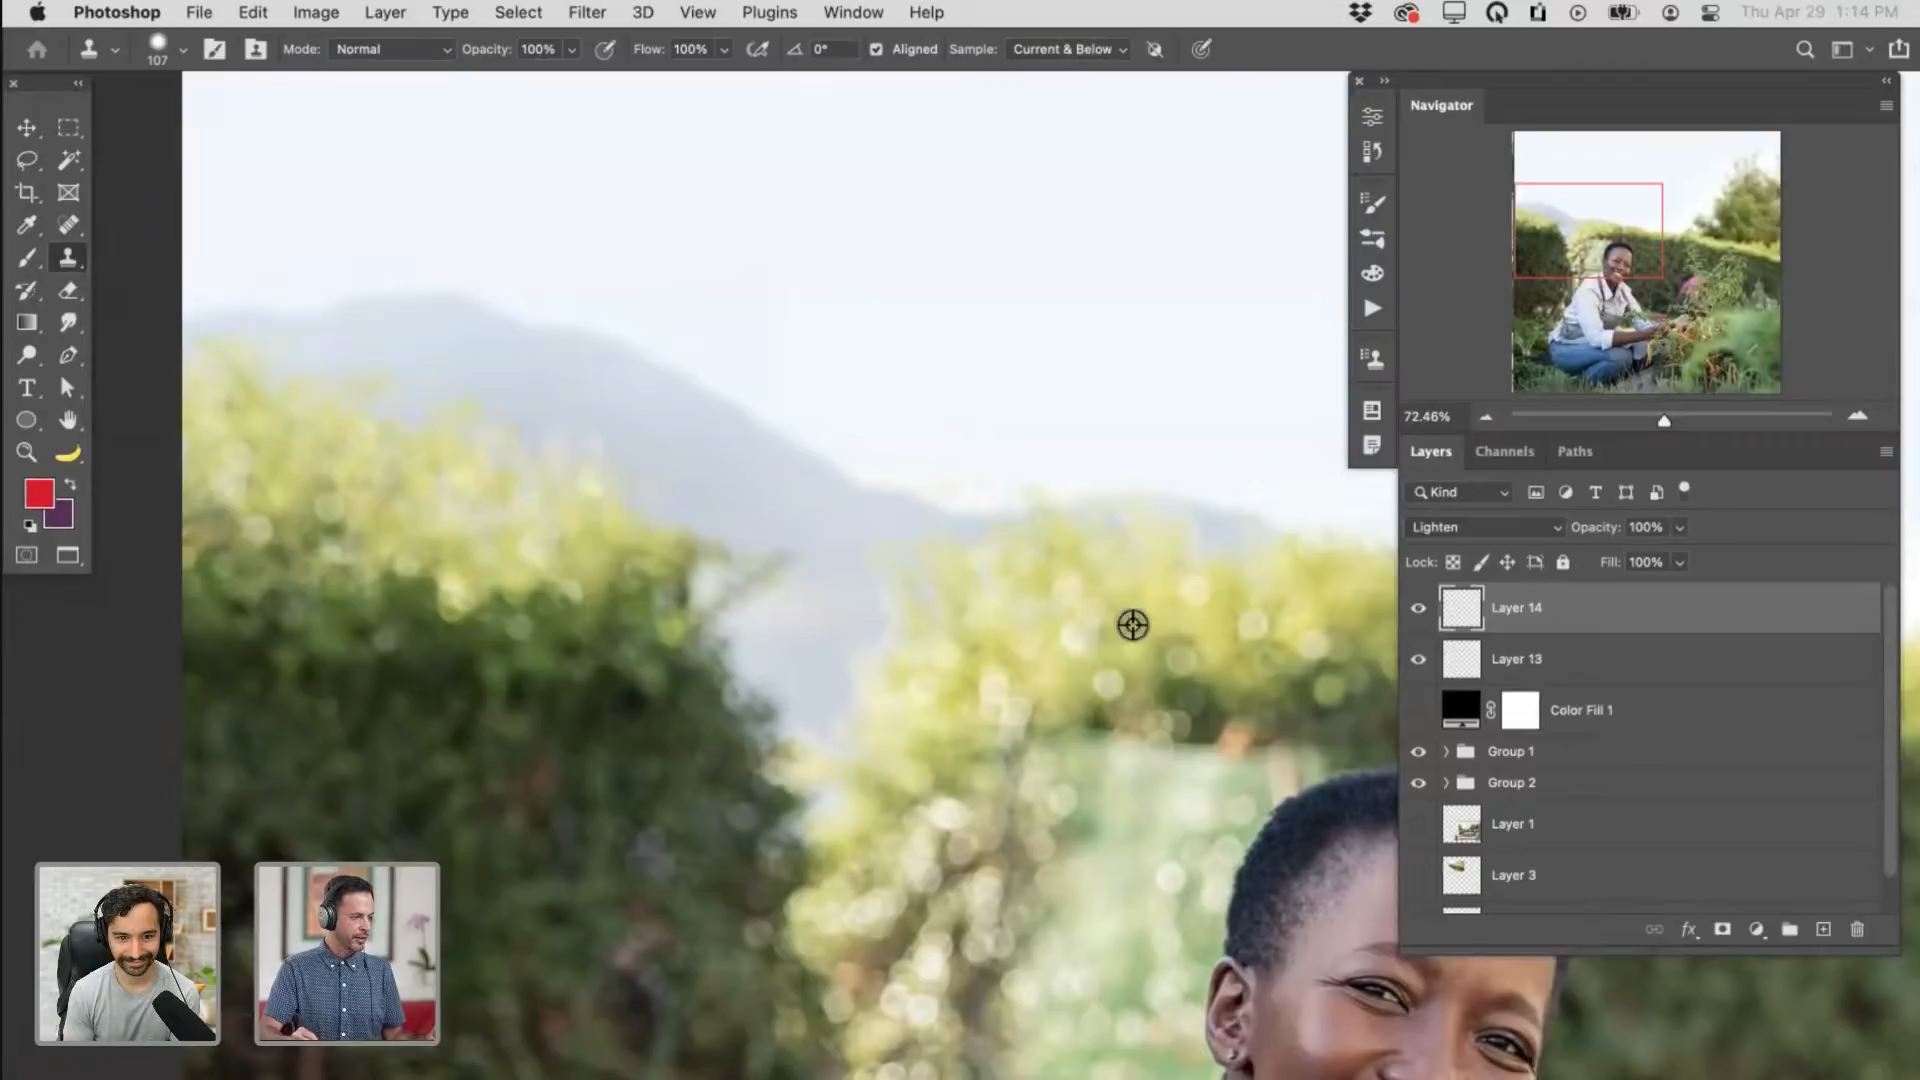 Photoshop File Edit Image Layer Type Select Filter 3D View Plugins Window Help Thu Apr 29 1:14 PM
107 Mode: Normal Opacity: 100% Flow: 100% 0° Aligned Sample: Current & Below
Navigator
72.46%
Layers Channels Paths
Kind
Lighten Opacity: 100%
Lock: Fill: 100%
Layer 14
Layer 13
Color Fill 1
Group 1
Group 2
Layer 1
Layer 3